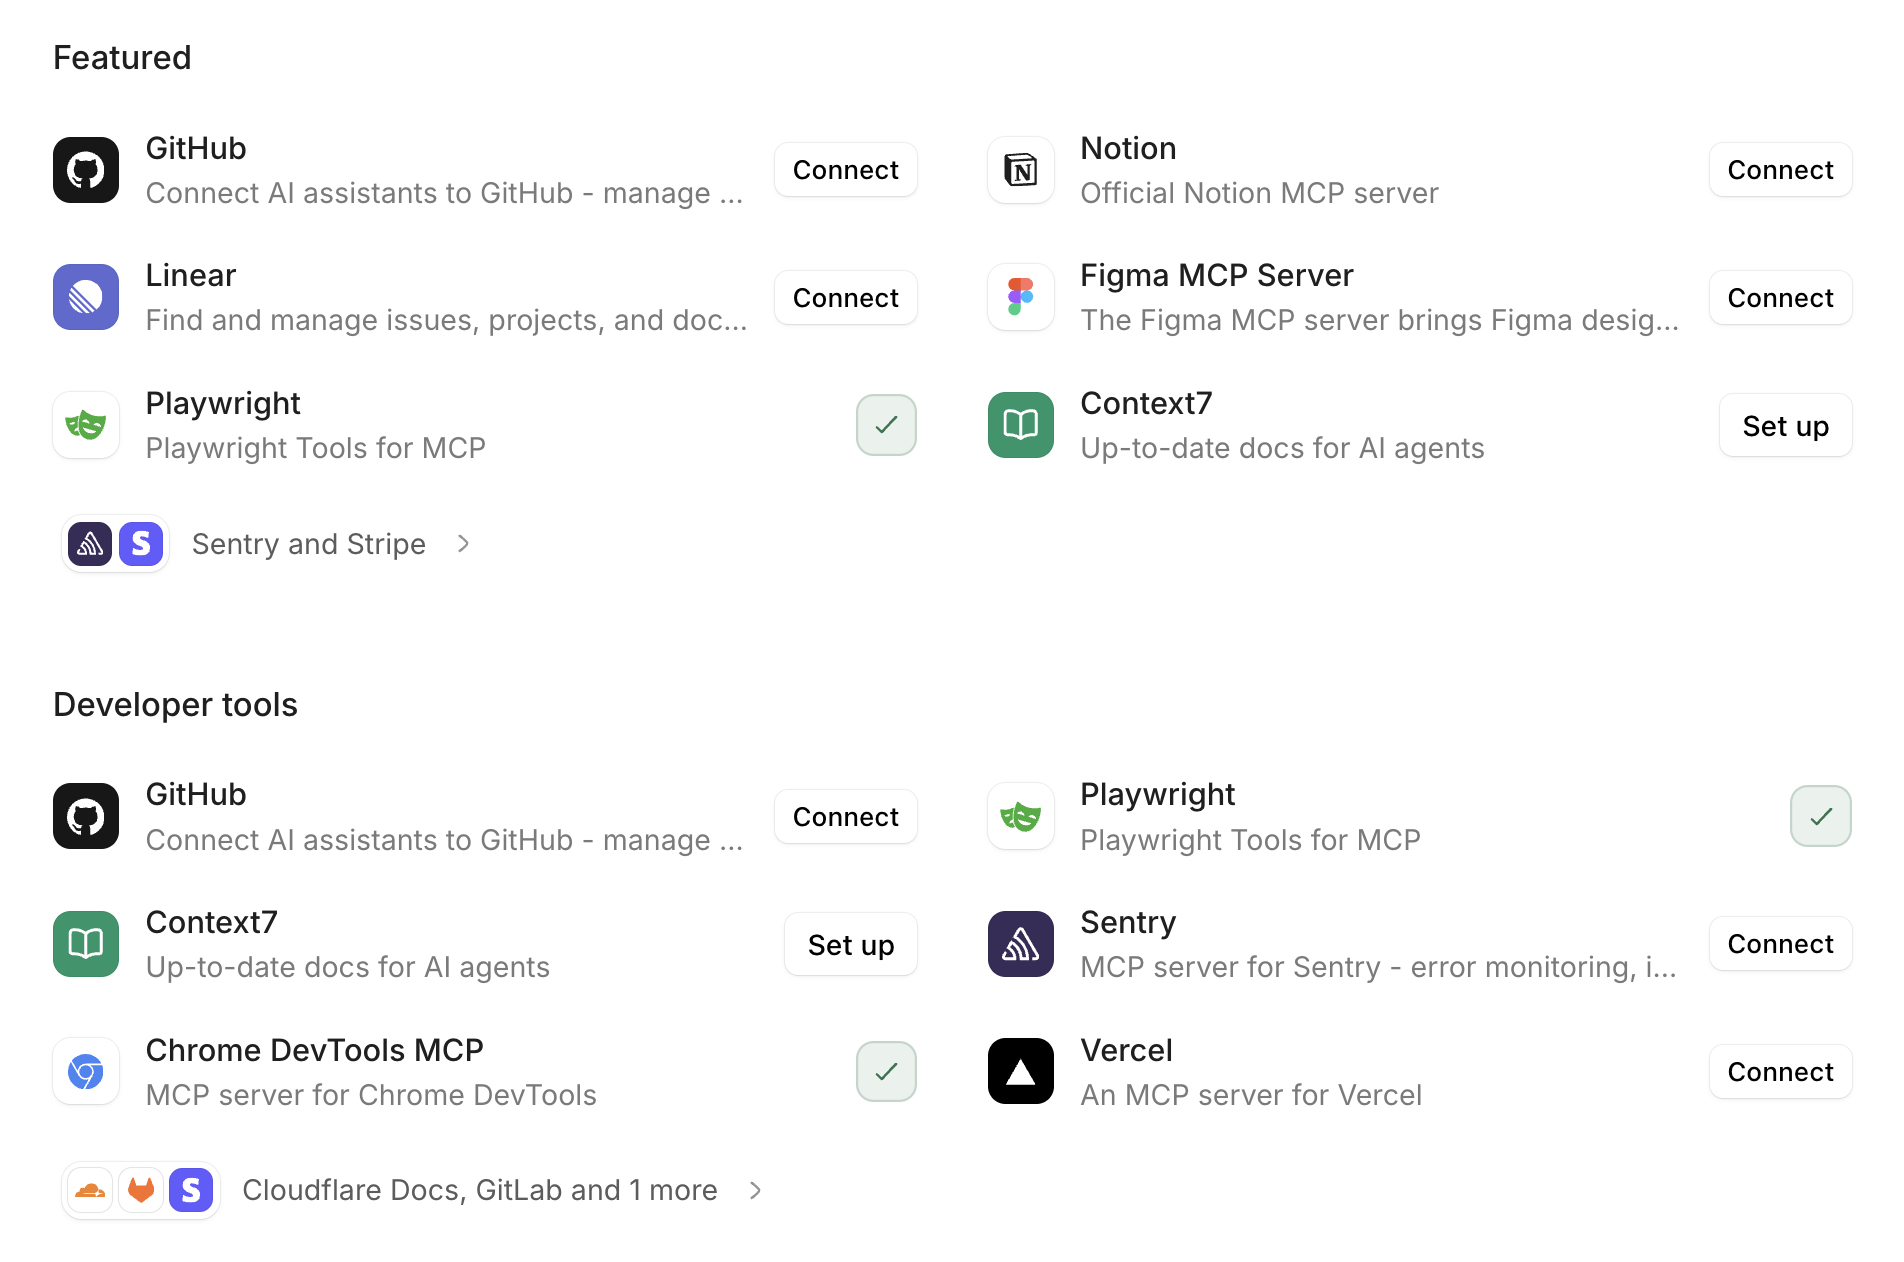 Featured
GitHub
Connect AI assistants to GitHub - manage ...
Connect
Notion
Official Notion MCP server
Connect
Linear
Find and manage issues, projects, and doc...
Connect
Figma MCP Server
The Figma MCP server brings Figma desig...
Connect
Playwright
Playwright Tools for MCP
Context7
Up-to-date docs for AI agents
Set up
Sentry and Stripe
Developer tools
GitHub
Connect AI assistants to GitHub - manage ...
Connect
Playwright
Playwright Tools for MCP
Context7
Up-to-date docs for AI agents
Set up
Sentry
MCP server for Sentry - error monitoring, i...
Connect
Chrome DevTools MCP
MCP server for Chrome DevTools
Vercel
An MCP server for Vercel
Connect
Cloudflare Docs, GitLab and 1 more